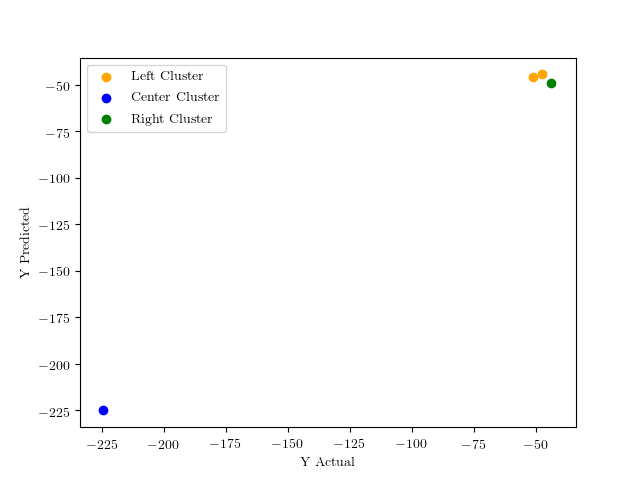 Left Cluster
Center Cluster
Right Cluster
−50
−75
−100
−125
−150
−175
−200
−225
Y Predicted
−225 −200 −175 −150 −125 −100 −75 −50
Y Actual